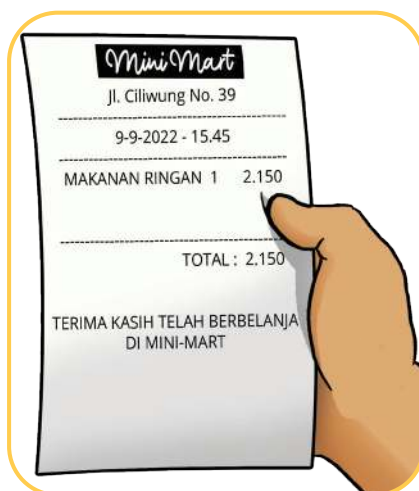 Mini Mart
Jl. Ciliwung No. 39
9-9-2022 - 15.45
MAKANAN RINGAN 1 2.150
TOTAL : 2.150
TERIMA KASIH TELAH BERBELANJA
DI MINI-MART